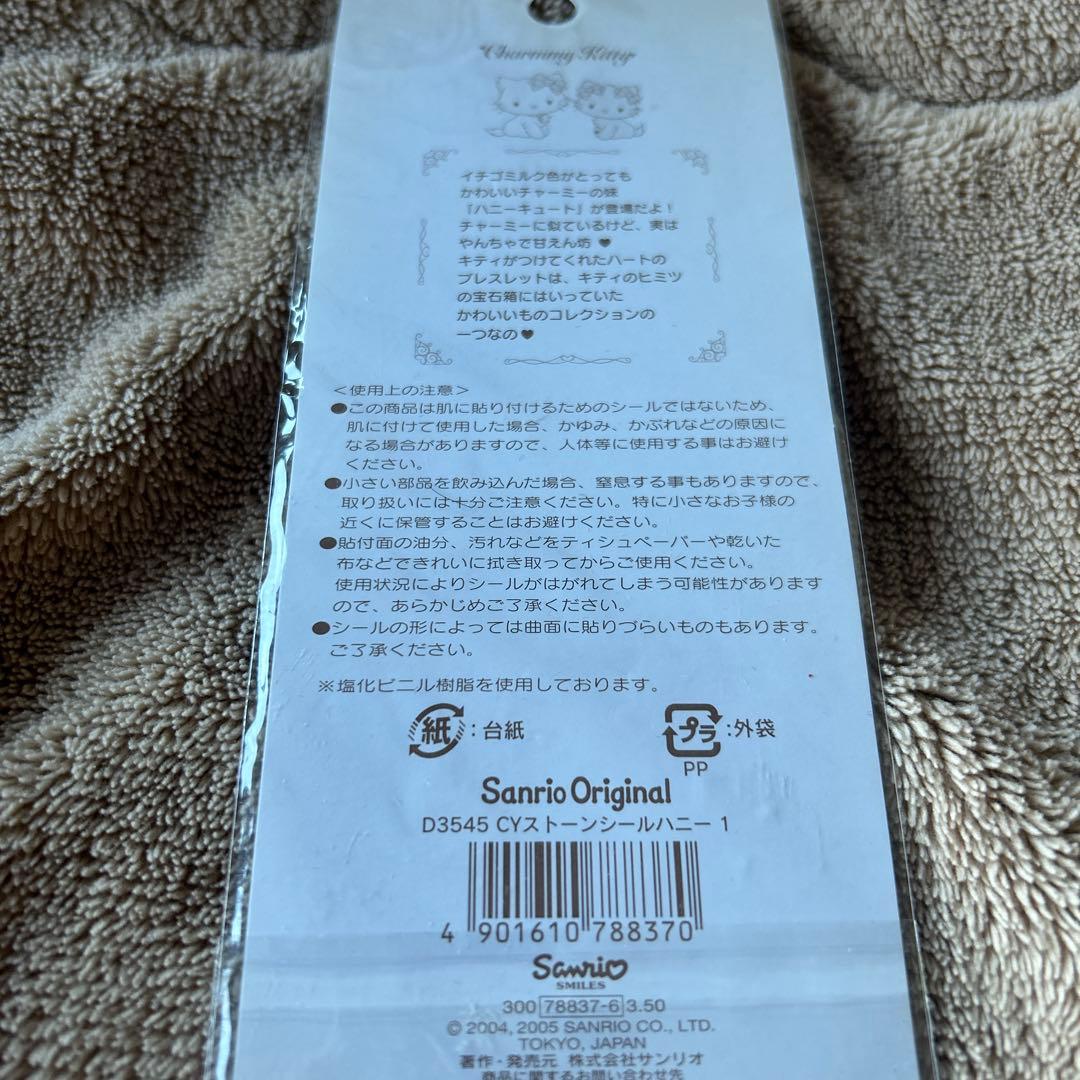 Charmmy Kitty
イチゴミルク色がとっても
かわいいチャーミーの妹
「ハニーキュート」が登場だよ！
チャーミーに似ているけど、実は
やんちゃで甘えん坊♥
キティがつけてくれたハートの
ブレスレットは、キティのヒミツ
の宝石箱にはいっていた
かわいいものコレクションの
一つなの♥
＜使用上の注意＞
●この商品は肌に貼り付けるためのシールではないため、
肌に付けて使用した場合、かゆみ、かぶれなどの原因に
なる場合がありますので、人体等に使用する事はお避け
ください。
●小さい部品を飲み込んだ場合、窒息する事もありますので、
取り扱いには十分ご注意ください。特に小さなお子様の
近くに保管することはお避けください。
●貼付面の油分、汚れなどをティシュペーパーや乾いた
布などできれいに拭き取ってからご使用ください。
使用状況によりシールがはがれてしまう可能性があります
ので、あらかじめご了承ください。
●シールの形によっては曲面に貼りづらいものもあります。
ご了承ください。
※塩化ビニル樹脂を使用しております。
紙：台紙 プラ：外袋
PP
Sanrio Original
D3545 CYストーンシールハニー 1
4 901610 788370
Sanrio
SMILES
300 78837-6 3.50
© 2004, 2005 SANRIO CO., LTD.
TOKYO, JAPAN
著作・発売元 株式会社サンリオ
商品に関するお問い合わせ先